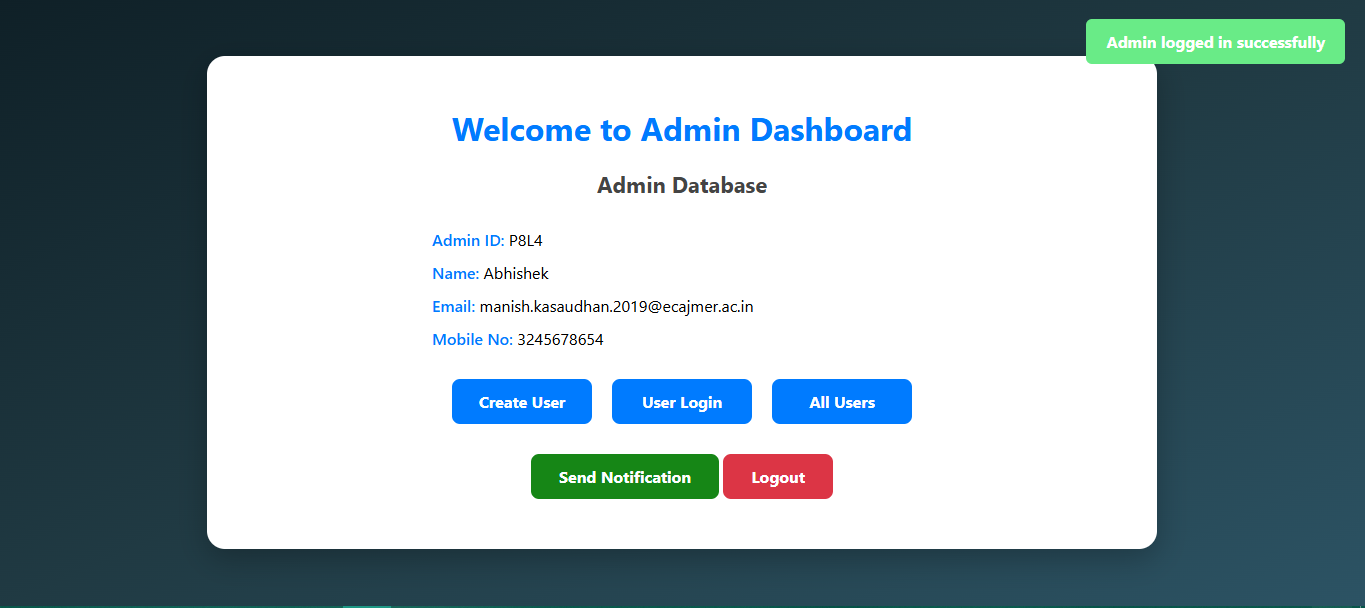 Admin logged in successfully
Welcome to Admin Dashboard
Admin Database
Admin ID: P8L4
Name: Abhishek
Email: manish.kasaudhan.2019@ecajmer.ac.in
Mobile No: 3245678654
Create User User Login All Users
Send Notification Logout